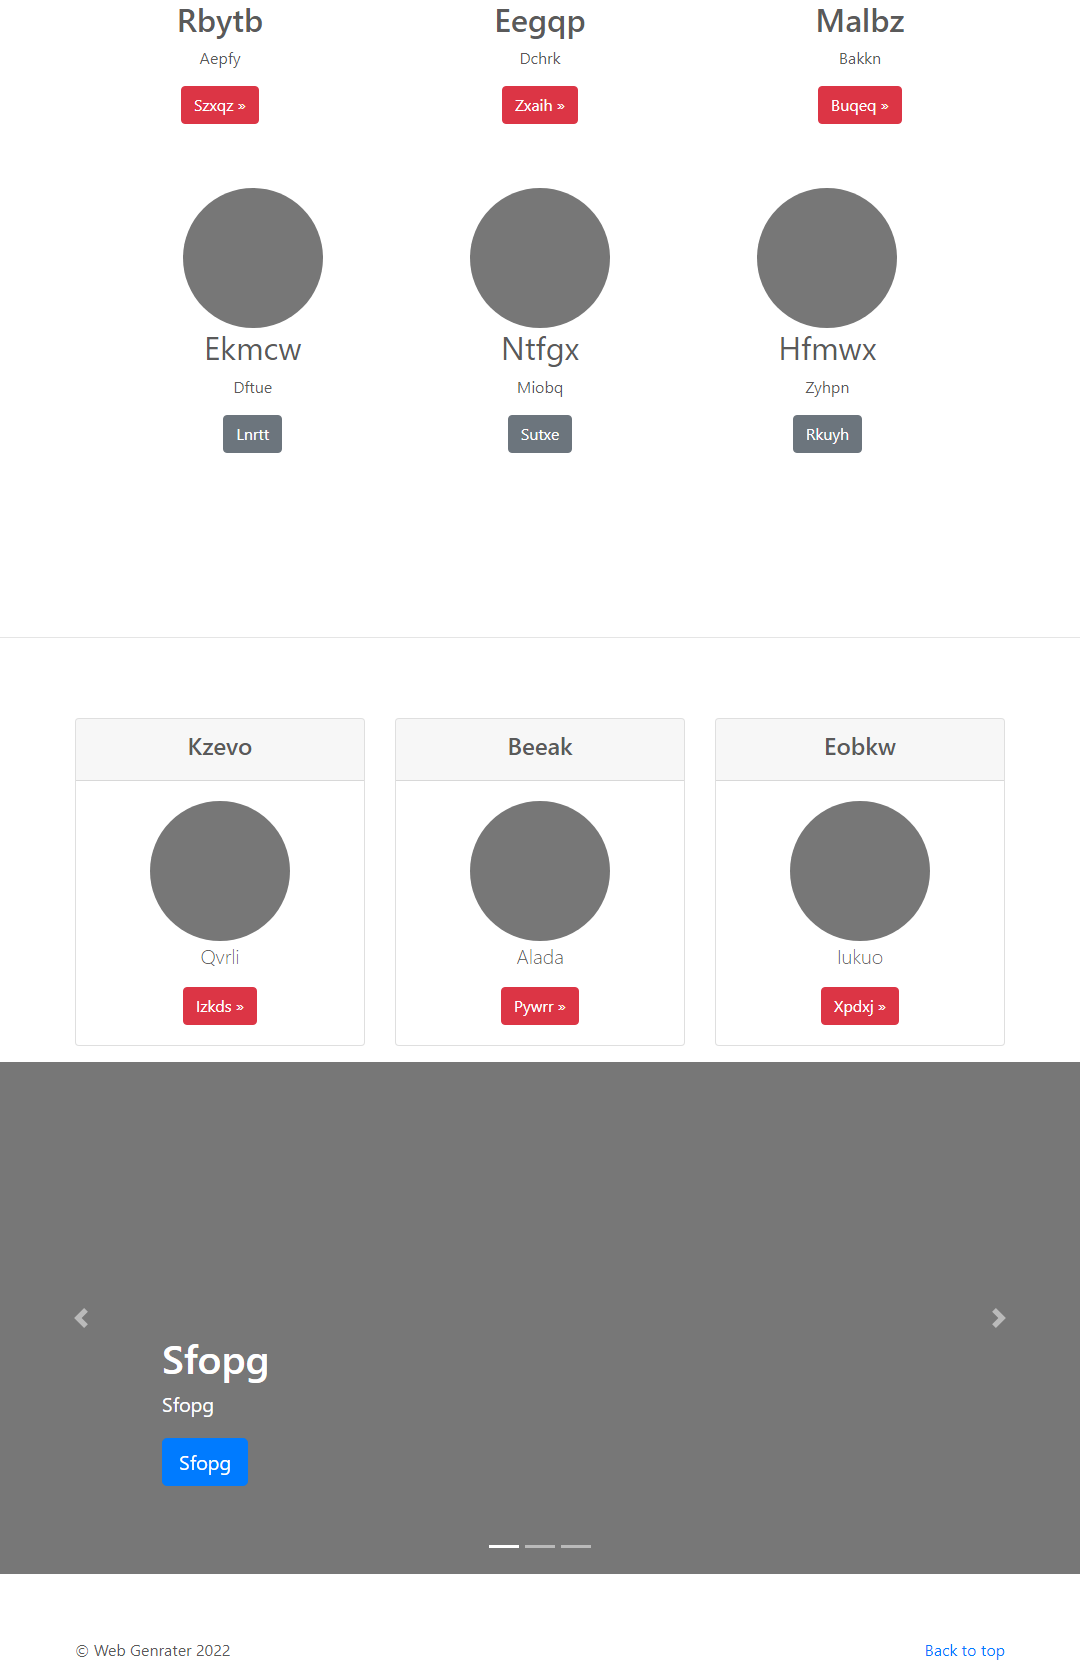 Rbytb Eegqp Malbz
Aepfy Dchrk Bakkn
Szxqz » Zxaih » Buqeq »
Ekmcw Ntfgx Hfmwx
Dftue Miobq Zyhpn
Lnrtt Sutxe Rkuyh
Kzevo Beeak Eobkw
Qvrli Alada Iukuo
Izkds » Pywrr » Xpdxj »
Sfopg
Sfopg
Sfopg
© Web Genrater 2022 Back to top